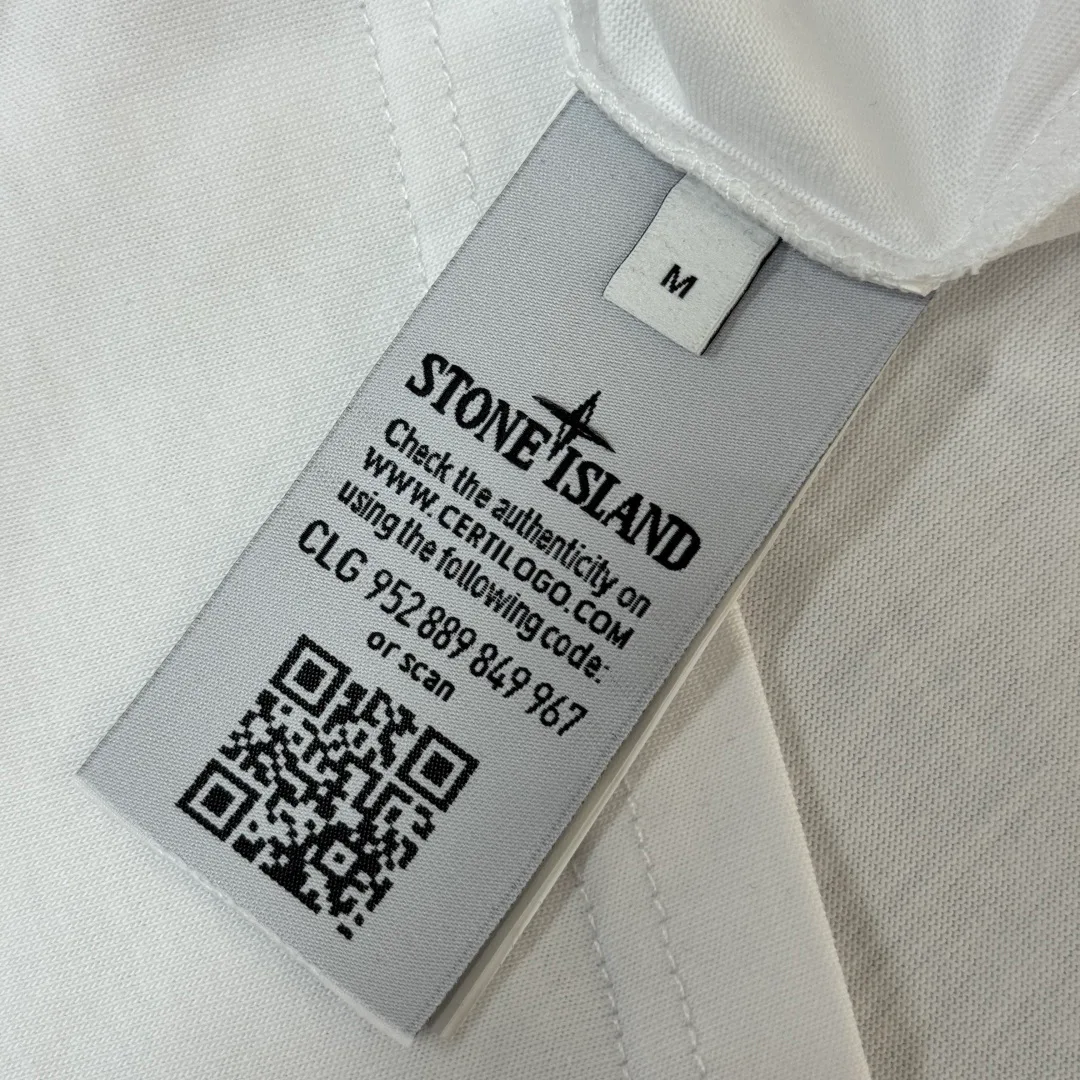 M
STONE ISLAND
Check the authenticity on
WWW.CERTILOGO.COM
using the following code:
CLG 952 889 849 967
or scan